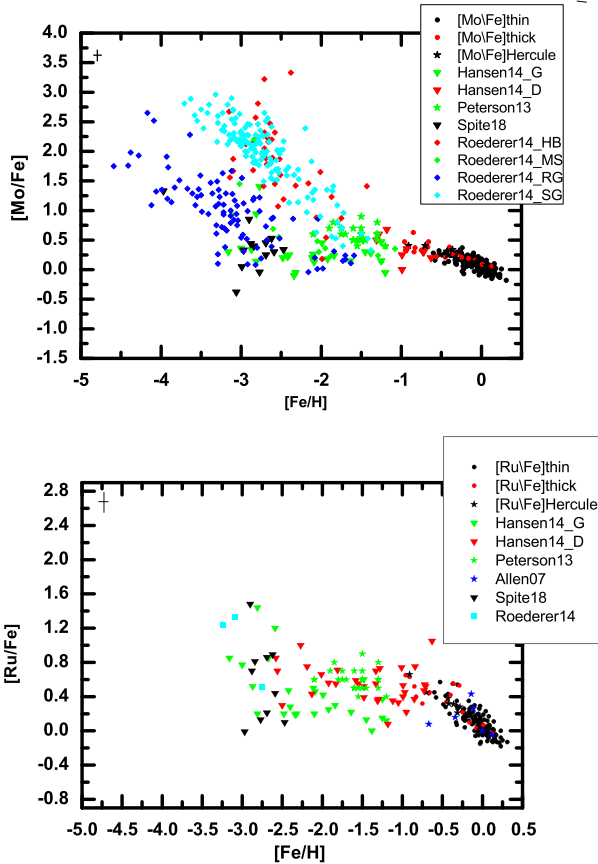 [Mo\Fe]thin
[Mo\Fe]thick
[Mo\Fe]Hercule
Hansen14_G
Hansen14_D
Peterson13
Spite18
Roederer14_HB
Roederer14_MS
Roederer14_RG
Roederer14_SG
4.0
3.5
3.0
2.5
2.0
1.5
1.0
0.5
0.0
-0.5
-1.0
-1.5
[Mo/Fe]
-5 -4 -3 -2 -1 0
[Fe/H]
[Ru\Fe]thin
[Ru\Fe]thick
[Ru\Fe]Hercule
Hansen14_G
Hansen14_D
Peterson13
Allen07
Spite18
Roederer14
2.8
2.4
2.0
1.6
1.2
0.8
0.4
0.0
-0.4
-0.8
[Ru/Fe]
-5.0 -4.5 -4.0 -3.5 -3.0 -2.5 -2.0 -1.5 -1.0 -0.5 0.0 0.5
[Fe/H]